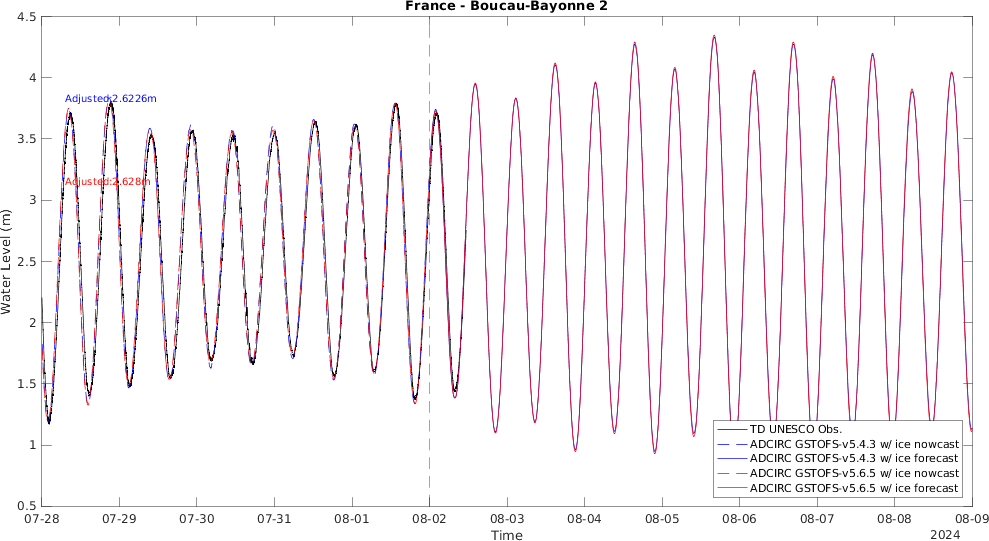 France - Boucau-Bayonne 2
4.5
4
3.5
3
2.5
2
1.5
1
0.5
Water Level (m)
Adjusted:2.6226m
Adjusted:2.628m
TD UNESCO Obs.
ADCIRC GSTOFS-v5.4.3 w/ ice nowcast
ADCIRC GSTOFS-v5.4.3 w/ ice forecast
ADCIRC GSTOFS-v5.6.5 w/ ice nowcast
ADCIRC GSTOFS-v5.6.5 w/ ice forecast
07-28 07-29 07-30 07-31 08-01 08-02 08-03 08-04 08-05 08-06 08-07 08-08 08-09
Time
2024